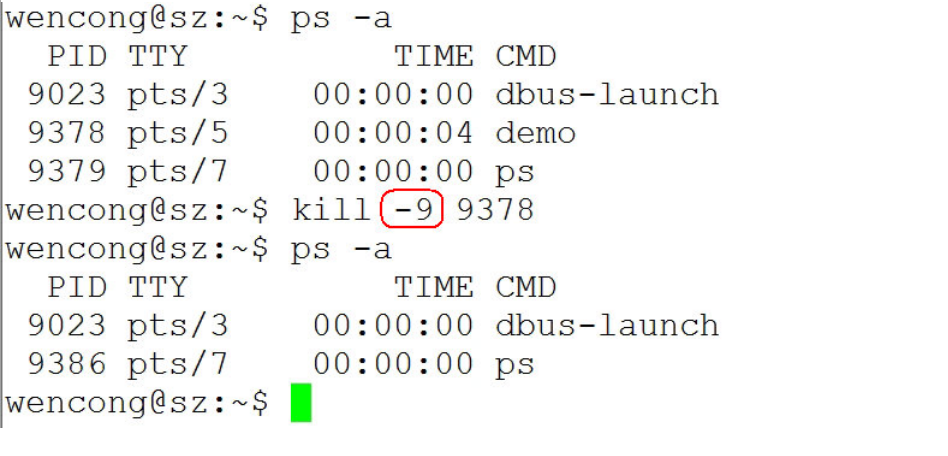 wencong@sz:~$ ps -a
  PID TTY          TIME CMD
 9023 pts/3    00:00:00 dbus-launch
 9378 pts/5    00:00:04 demo
 9379 pts/7    00:00:00 ps
wencong@sz:~$ kill -9 9378
wencong@sz:~$ ps -a
  PID TTY          TIME CMD
 9023 pts/3    00:00:00 dbus-launch
 9386 pts/7    00:00:00 ps
wencong@sz:~$